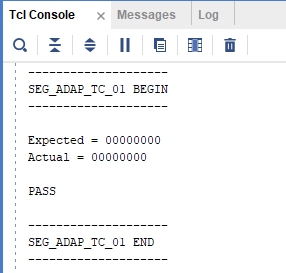 Tcl Console × Messages Log
--------------------
SEG_ADAP_TC_01 BEGIN
--------------------
Expected = 00000000
Actual = 00000000
PASS
--------------------
SEG_ADAP_TC_01 END
--------------------